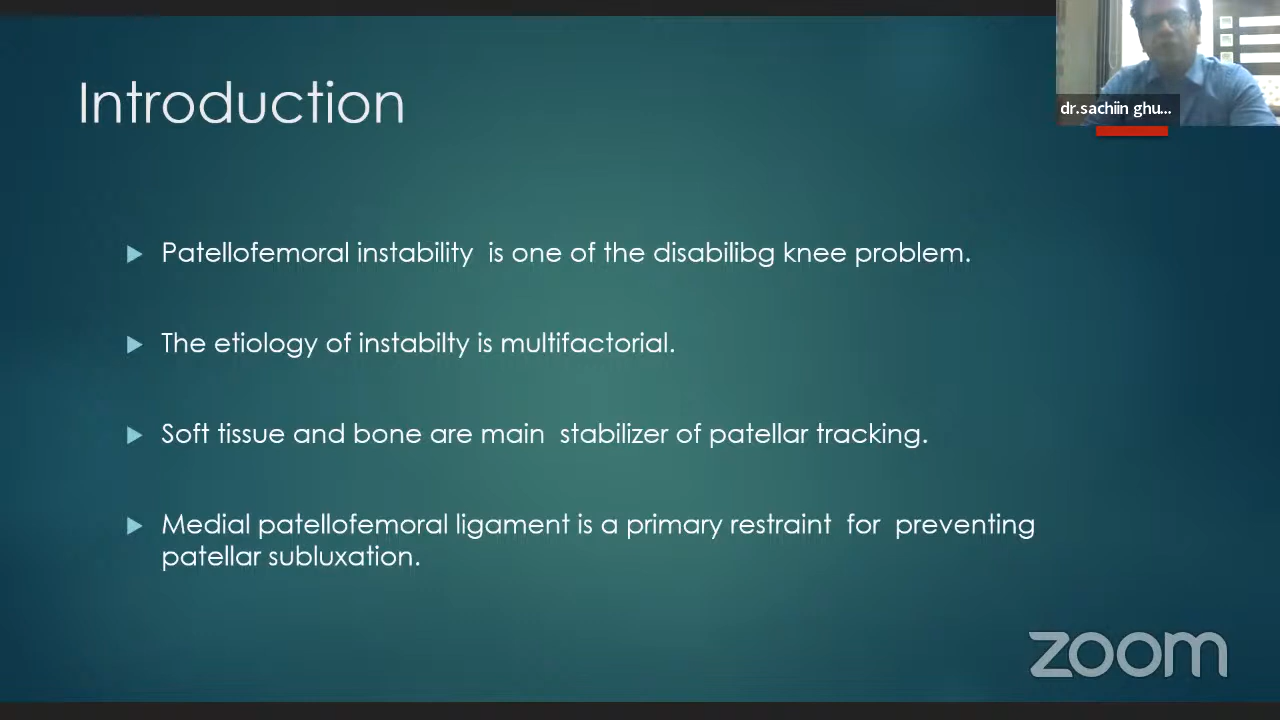 Introduction
dr.sachiin ghu...
Patellofemoral instability is one of the disabilibg knee problem.
The etiology of instabilty is multifactorial.
Soft tissue and bone are main stabilizer of patellar tracking.
Medial patellofemoral ligament is a primary restraint for preventing
patellar subluxation.
zoom